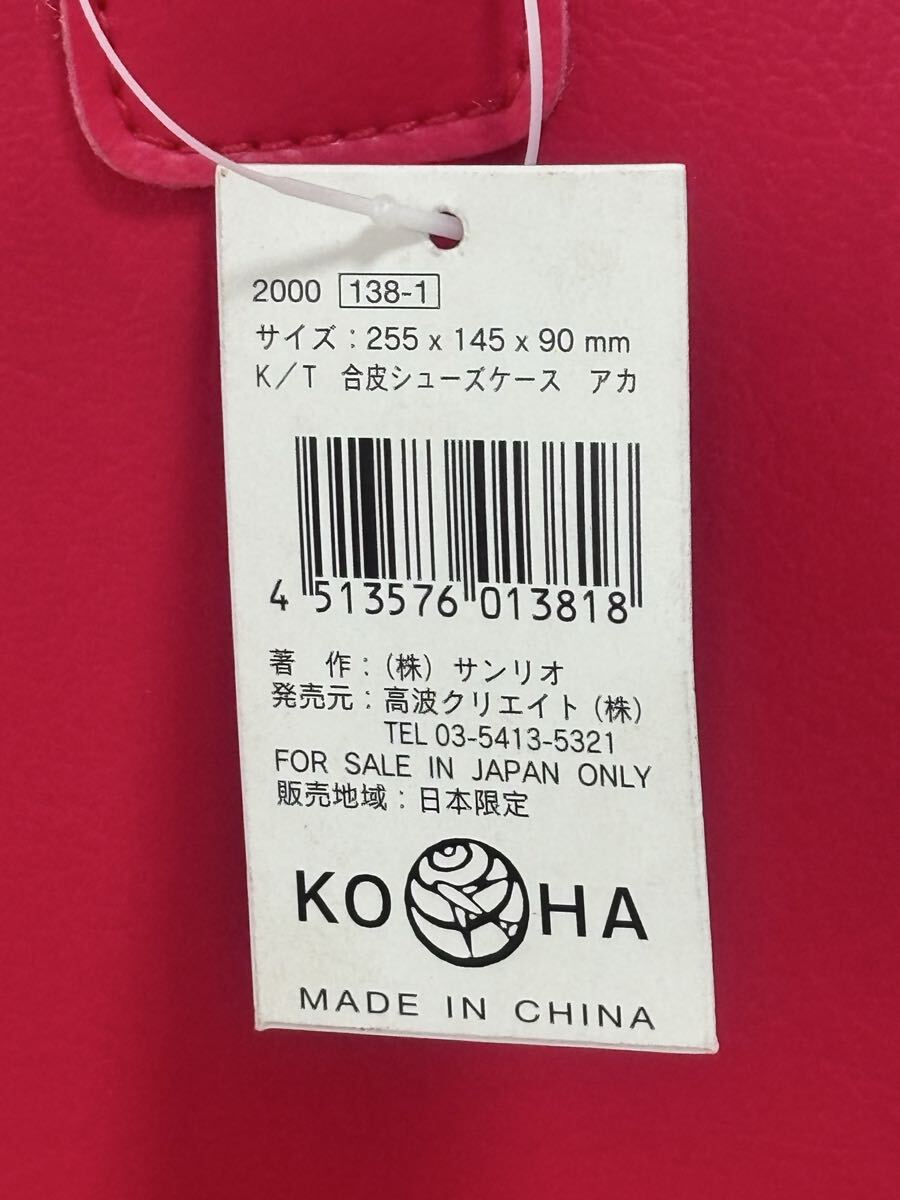 2000 138-1
サイズ：255 x 145 x 90 mm
K／T 合皮シューズケース アカ
4 513576 013818
著　作：（株）サンリオ
発売元：高波クリエイト（株）
TEL 03-5413-5321
FOR SALE IN JAPAN ONLY
販売地域：日本限定
KO HA
MADE IN CHINA